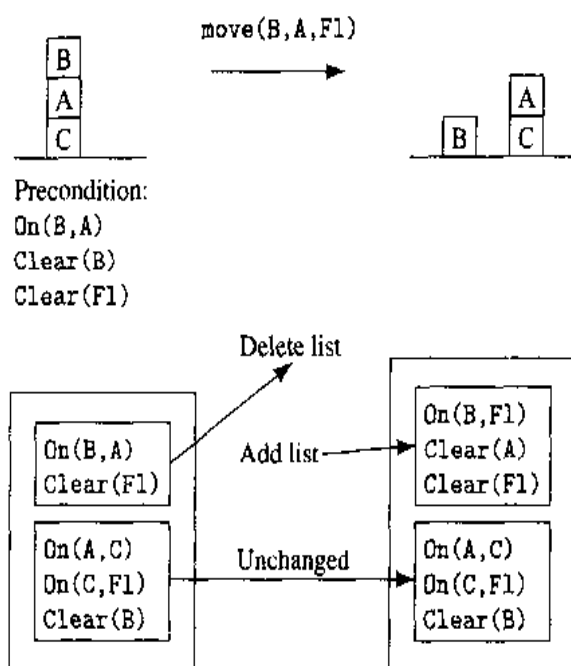 move(B,A,Fl)
B
A
C
B
A
C
Precondition:
On(B,A)
Clear(B)
Clear(Fl)
Delete list
On(B,A)
Clear(Fl)
Add list
On(B,Fl)
Clear(A)
Clear(Fl)
On(A,C)
On(C,Fl)
Clear(B)
Unchanged
On(A,C)
On(C,Fl)
Clear(B)